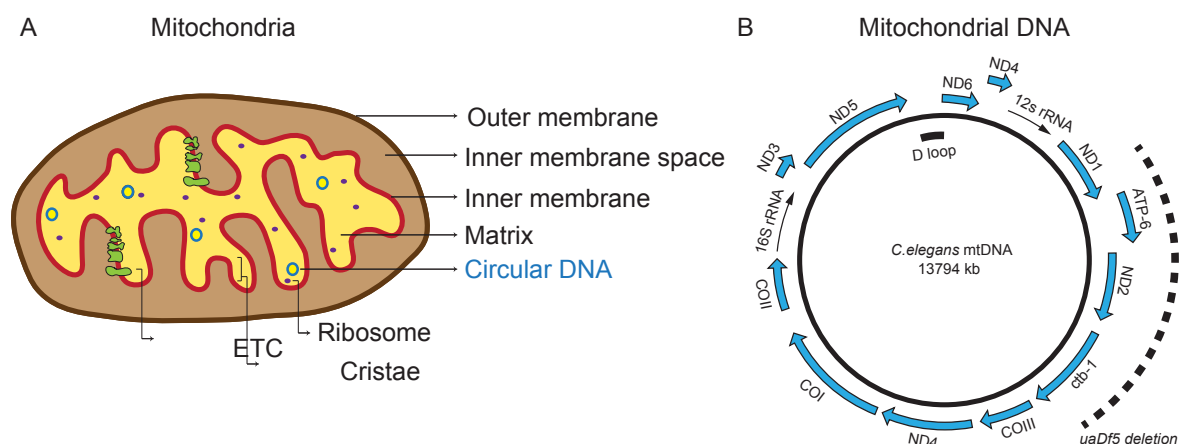 A
Mitochondria
Outer membrane
Inner membrane space
Inner membrane
Matrix
Circular DNA
Ribosome
ETC
Cristae
B
Mitochondrial DNA
ND4
ND6
12s rRNA
ND5
D loop
ND1
ND3
ATP-6
16S rRNA
C.elegans mtDNA
13794 kb
ND2
COII
ctb-1
COI
COIII
ND4
uaDf5 deletion